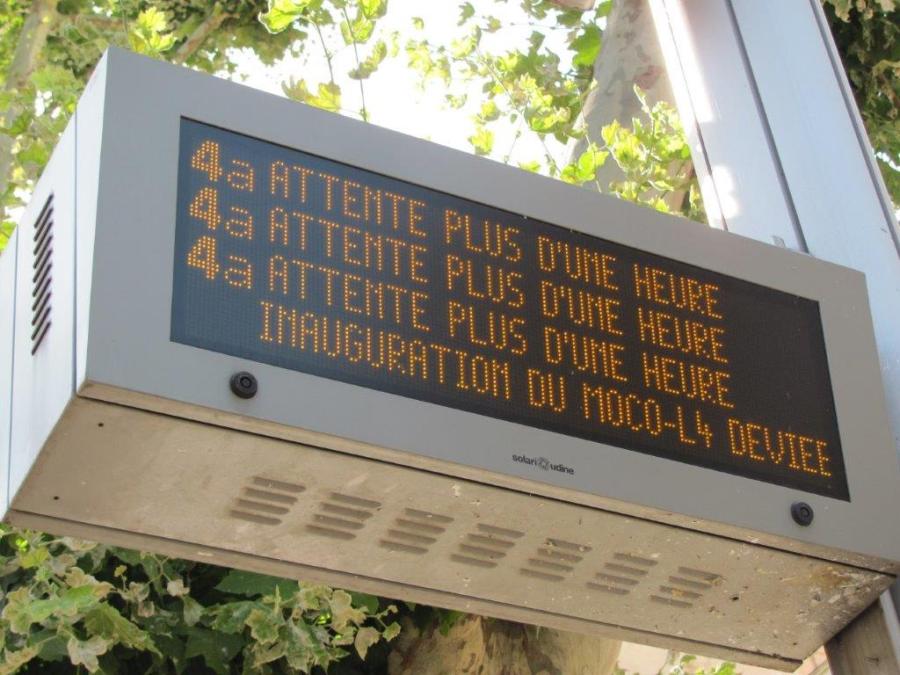 4a ATTENTE PLUS D'UNE HEURE
4a ATTENTE PLUS D'UNE HEURE
4a ATTENTE PLUS D'UNE HEURE
INAUGURATION DU MOCO-L4 DEVIEE
solari udine